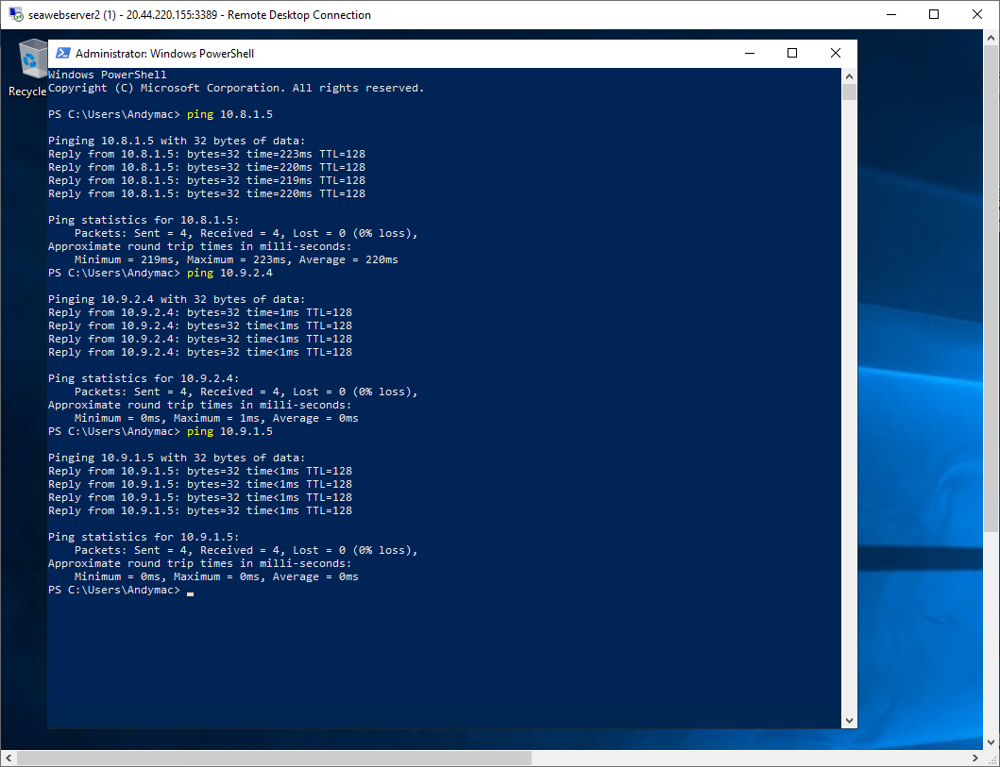 seawebserver2 (1) - 20.44.220.155:3389 - Remote Desktop Connection
Administrator: Windows PowerShell
Recycle
Windows PowerShell
Copyright (C) Microsoft Corporation. All rights reserved.
PS C:\Users\Andymac> ping 10.8.1.5
Pinging 10.8.1.5 with 32 bytes of data:
Reply from 10.8.1.5: bytes=32 time=223ms TTL=128
Reply from 10.8.1.5: bytes=32 time=220ms TTL=128
Reply from 10.8.1.5: bytes=32 time=219ms TTL=128
Reply from 10.8.1.5: bytes=32 time=220ms TTL=128
Ping statistics for 10.8.1.5:
    Packets: Sent = 4, Received = 4, Lost = 0 (0% loss),
Approximate round trip times in milli-seconds:
    Minimum = 219ms, Maximum = 223ms, Average = 220ms
PS C:\Users\Andymac> ping 10.9.2.4
Pinging 10.9.2.4 with 32 bytes of data:
Reply from 10.9.2.4: bytes=32 time=1ms TTL=128
Reply from 10.9.2.4: bytes=32 time<1ms TTL=128
Reply from 10.9.2.4: bytes=32 time<1ms TTL=128
Reply from 10.9.2.4: bytes=32 time<1ms TTL=128
Ping statistics for 10.9.2.4:
    Packets: Sent = 4, Received = 4, Lost = 0 (0% loss),
Approximate round trip times in milli-seconds:
    Minimum = 0ms, Maximum = 1ms, Average = 0ms
PS C:\Users\Andymac> ping 10.9.1.5
Pinging 10.9.1.5 with 32 bytes of data:
Reply from 10.9.1.5: bytes=32 time<1ms TTL=128
Reply from 10.9.1.5: bytes=32 time<1ms TTL=128
Reply from 10.9.1.5: bytes=32 time<1ms TTL=128
Reply from 10.9.1.5: bytes=32 time<1ms TTL=128
Ping statistics for 10.9.1.5:
    Packets: Sent = 4, Received = 4, Lost = 0 (0% loss),
Approximate round trip times in milli-seconds:
    Minimum = 0ms, Maximum = 0ms, Average = 0ms
PS C:\Users\Andymac>